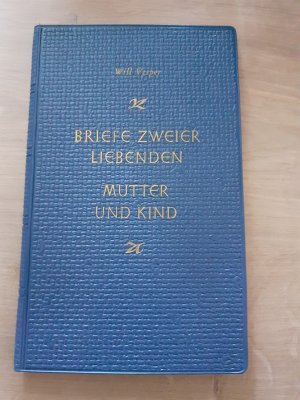 Will Vesper
BRIEFE ZWEIER
LIEBENDEN
MUTTER
UND KIND